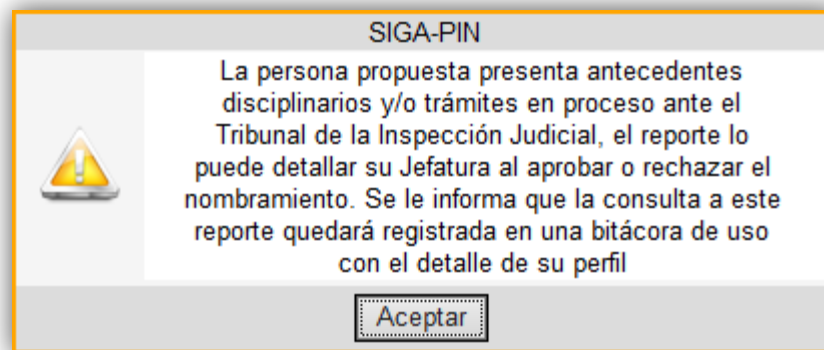 SIGA-PIN
La persona propuesta presenta antecedentes
disciplinarios y/o trámites en proceso ante el
Tribunal de la Inspección Judicial, el reporte lo
puede detallar su Jefatura al aprobar o rechazar el
nombramiento. Se le informa que la consulta a este
reporte quedará registrada en una bitácora de uso
con el detalle de su perfil
Aceptar